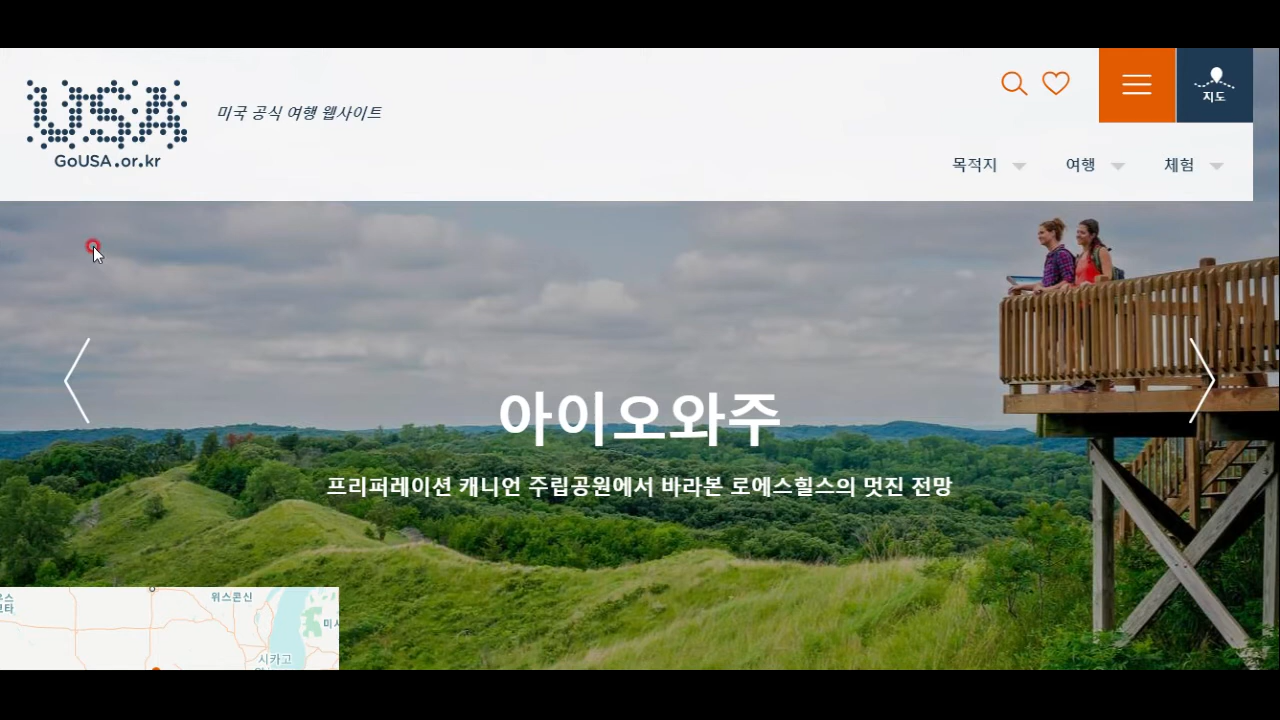 USA
GoUSA.or.kr
미국 공식 여행 웹사이트
지도
목적지
여행
체험
아이오와주
프리퍼레이션 캐니언 주립공원에서 바라본 로에스힐스의 멋진 전망
위스콘신
시카고